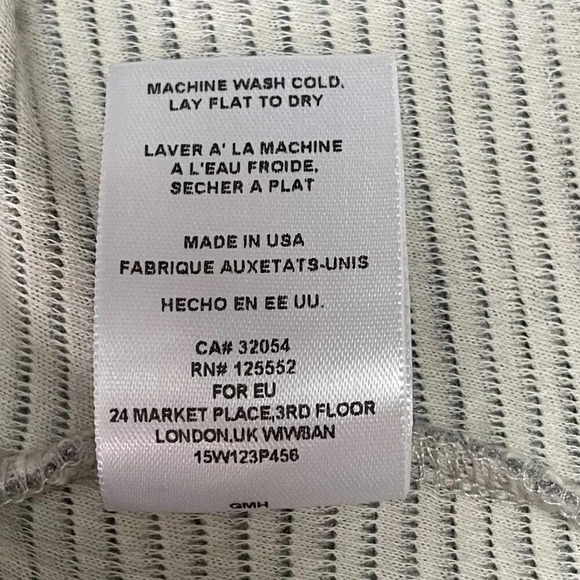 MACHINE WASH COLD,
LAY FLAT TO DRY
LAVER A' LA MACHINE
A L'EAU FROIDE,
SECHER A PLAT
MADE IN USA
FABRIQUE AUXETATS-UNIS
HECHO EN EE UU.
CA# 32054
RN# 125552
FOR EU
24 MARKET PLACE,3RD FLOOR
LONDON.UK WIW8AN
15W123P456
GMH